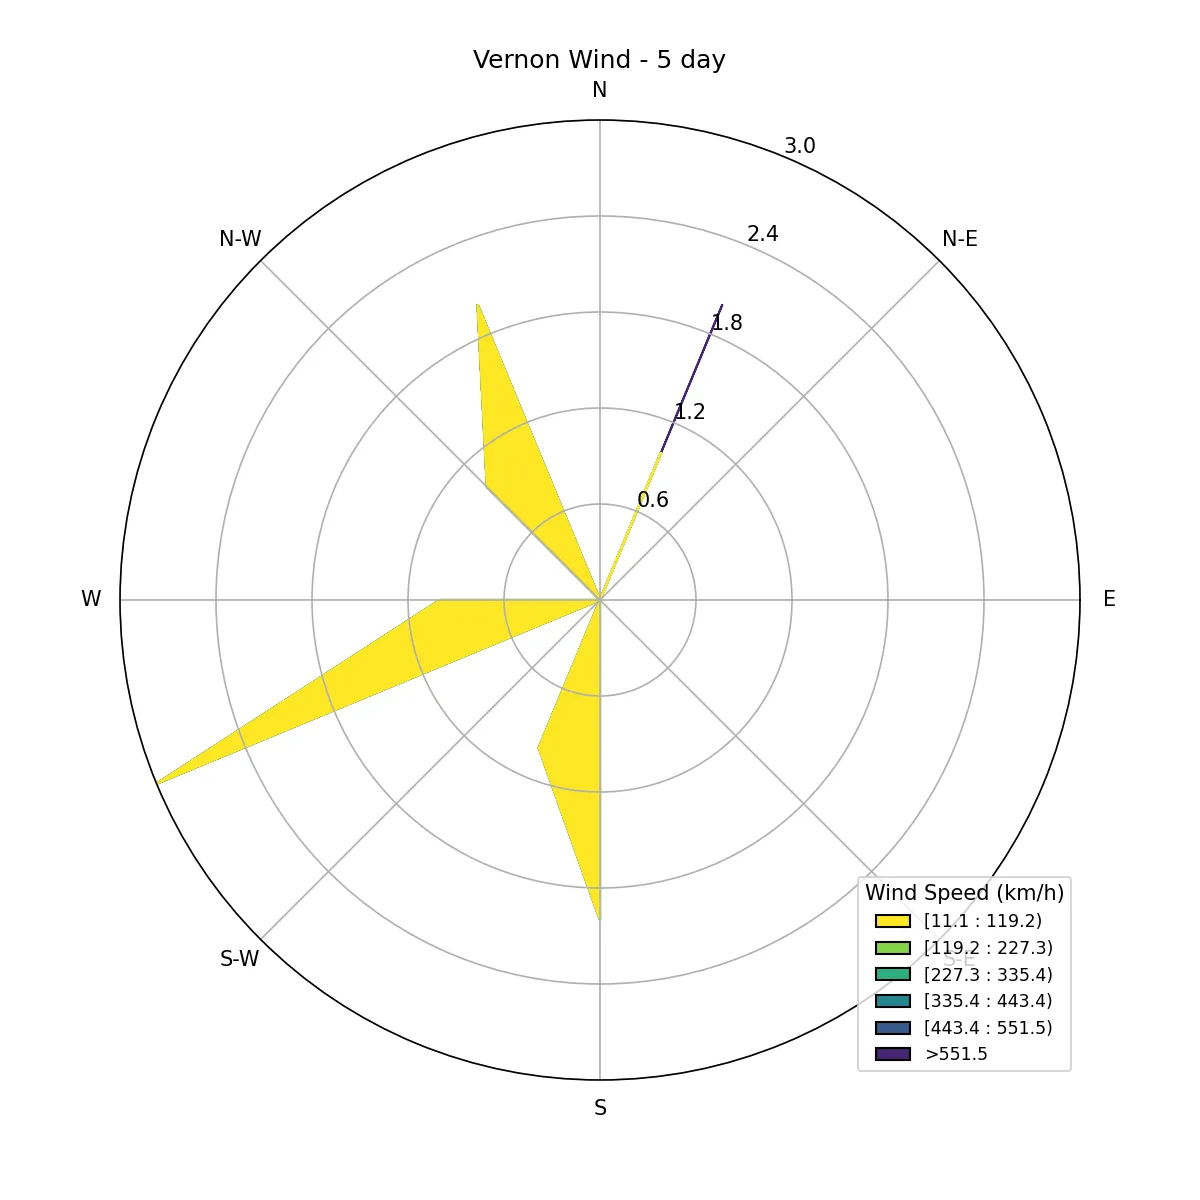 Vernon Wind - 5 day
N
3.0
N-W
2.4
N-E
1.8
1.2
0.6
W
E
Wind Speed (km/h)
[11.1 : 119.2)
[119.2 : 227.3)
S-W
S-E
[227.3 : 335.4)
[335.4 : 443.4)
[443.4 : 551.5)
>551.5
S